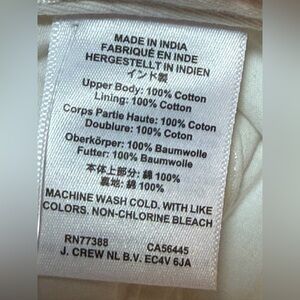 MADE IN INDIA
FABRIQUÉ EN INDE
HERGESTELLT IN INDIEN
インド製
Upper Body: 100% Cotton
Lining: 100% Cotton
Corps Partie Haute: 100% Coton
Doublure: 100% Coton
Oberkörper: 100% Baumwolle
Futter: 100% Baumwolle
本体上部分: 綿 100%
裏地: 綿 100%
MACHINE WASH COLD. WITH LIKE
COLORS. NON-CHLORINE BLEACH
RN77388 CA56445
J. CREW NL B.V. EC4V 6JA